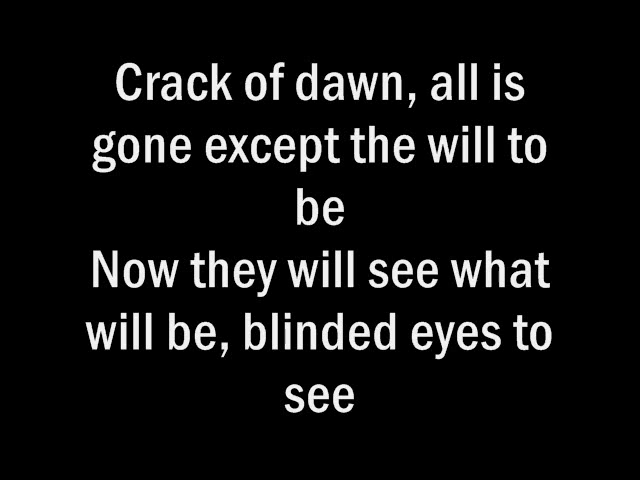 Crack of dawn, all is
gone except the will to
be
Now they will see what
will be, blinded eyes to
see